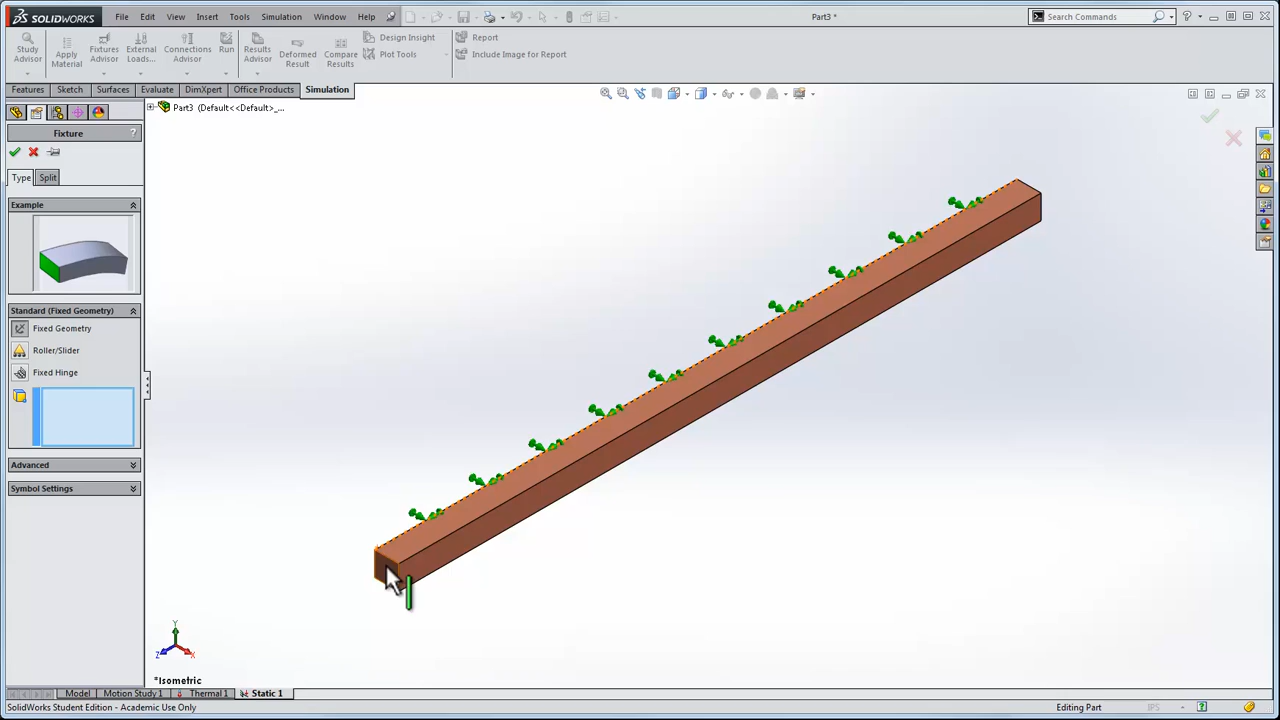 SOLIDWORKS File Edit View Insert Tools Simulation Window Help Part3 * Search Commands
Study Advisor Apply Material Fixtures Advisor External Loads... Connections Advisor Run Results Advisor Deformed Result Compare Results Design Insight Report
Plot Tools Include Image for Report
Features Sketch Surfaces Evaluate DimXpert Office Products Simulation
Part3 (Default<<Default>_...
Fixture ?
Type Split
Example
Standard (Fixed Geometry)
Fixed Geometry
Roller/Slider
Fixed Hinge
Advanced
Symbol Settings
Y
Z X
*Isometric
Model Motion Study 1 Thermal 1 Static 1
SolidWorks Student Edition - Academic Use Only Editing Part IPS ?